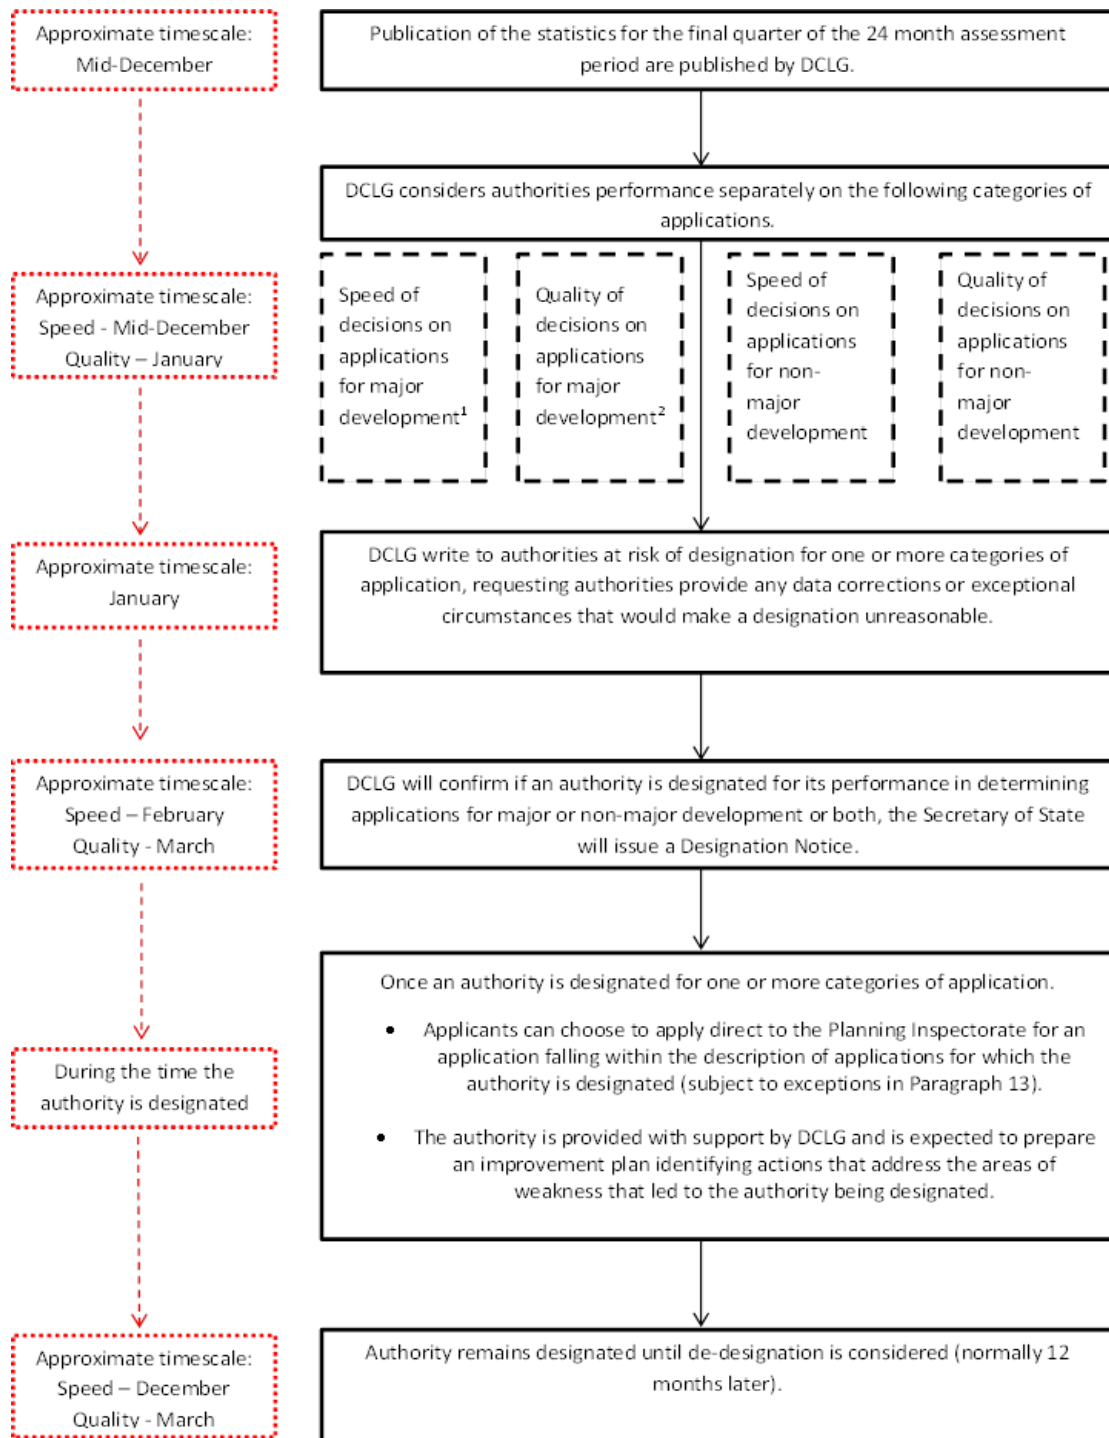 Approximate timescale:
Mid-December
Publication of the statistics for the final quarter of the 24 month assessment
period are published by DCLG.
DCLG considers authorities performance separately on the following categories of
applications.
Approximate timescale:
Speed - Mid-December
Quality – January
Speed of
decisions on
applications
for major
development¹
Quality of
decisions on
applications
for major
development²
Speed of
decisions on
applications
for non-
major
development
Quality of
decisions on
applications
for non-
major
development
Approximate timescale:
January
DCLG write to authorities at risk of designation for one or more categories of
application, requesting authorities provide any data corrections or exceptional
circumstances that would make a designation unreasonable.
Approximate timescale:
Speed – February
Quality - March
DCLG will confirm if an authority is designated for its performance in determining
applications for major or non-major development or both, the Secretary of State
will issue a Designation Notice.
During the time the
authority is designated
Once an authority is designated for one or more categories of application.
• Applicants can choose to apply direct to the Planning Inspectorate for an
application falling within the description of applications for which the
authority is designated (subject to exceptions in Paragraph 13).
• The authority is provided with support by DCLG and is expected to prepare
an improvement plan identifying actions that address the areas of
weakness that led to the authority being designated.
Approximate timescale:
Speed – December
Quality - March
Authority remains designated until de-designation is considered (normally 12
months later).